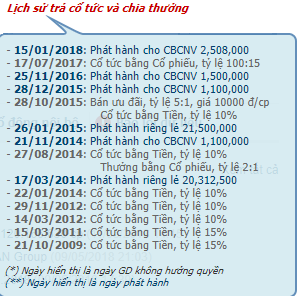 Lịch sử trả cổ tức và chia thưởng
- 15/01/2018: Phát hành cho CBCNV 2,508,000
- 17/07/2017: Cổ tức bằng Cổ phiếu, tỷ lệ 100:15
- 25/11/2016: Phát hành cho CBCNV 1,500,000
- 28/12/2015: Phát hành cho CBCNV 1,100,000
- 28/10/2015: Bán ưu đãi, tỷ lệ 5:1, giá 10000 đ/cp
Cổ tức bằng Tiền, tỷ lệ 10%
- 26/01/2015: Phát hành riêng lẻ 21,500,000
- 21/11/2014: Phát hành cho CBCNV 1,100,000
- 27/08/2014: Cổ tức bằng Tiền, tỷ lệ 10%
Thưởng bằng Cổ phiếu, tỷ lệ 2:1
- 17/03/2014: Phát hành riêng lẻ 20,312,500
- 22/01/2014: Cổ tức bằng Tiền, tỷ lệ 10%
- 29/11/2012: Cổ tức bằng Tiền, tỷ lệ 10%
- 14/03/2012: Cổ tức bằng Tiền, tỷ lệ 10%
- 15/03/2011: Cổ tức bằng Tiền, tỷ lệ 15%
- 21/10/2009: Cổ tức bằng Tiền, tỷ lệ 15%
(*) Ngày hiển thị là ngày GD không hưởng quyền
(**) Ngày hiển thị là ngày phát hành